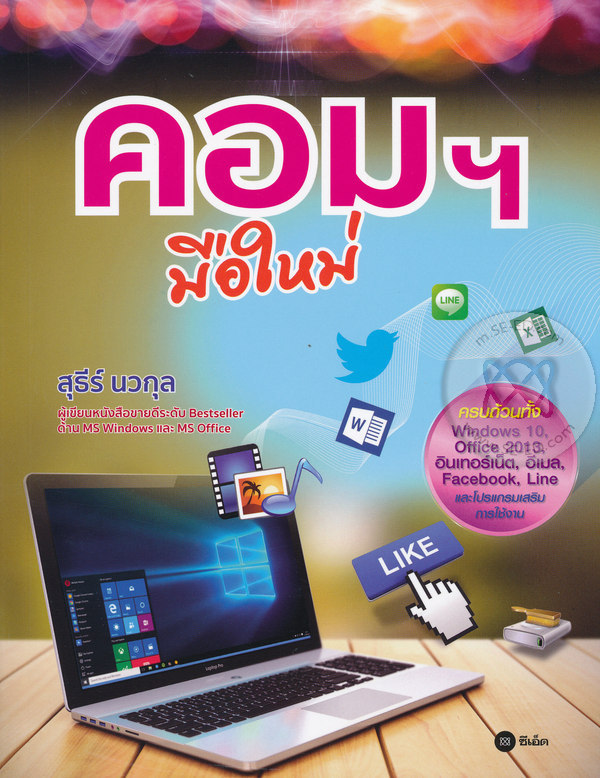 คอมฯ
มือใหม่
LINE
สุธีร์ นวกุล
ผู้เขียนหนังสือขายดีระดับ Bestseller
ด้าน MS Windows และ MS Office
W
X
ครบถ้วนทั้ง
Windows 10,
Office 2013,
อินเทอร์เน็ต, อีเมล,
Facebook, Line
และโปรแกรมเสริม
การใช้งาน
LIKE
Laptop Pro
ซีเอ็ด